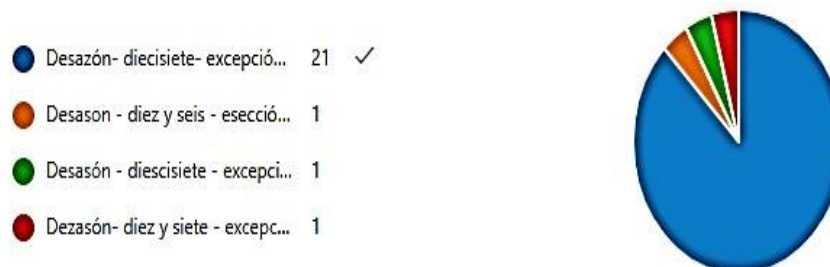 Desazón- diecisiete- excepció... 21
Desason - diez y seis - esecció... 1
Desasón - diescisiete - excepci... 1
Dezasón- diez y siete - excepc... 1